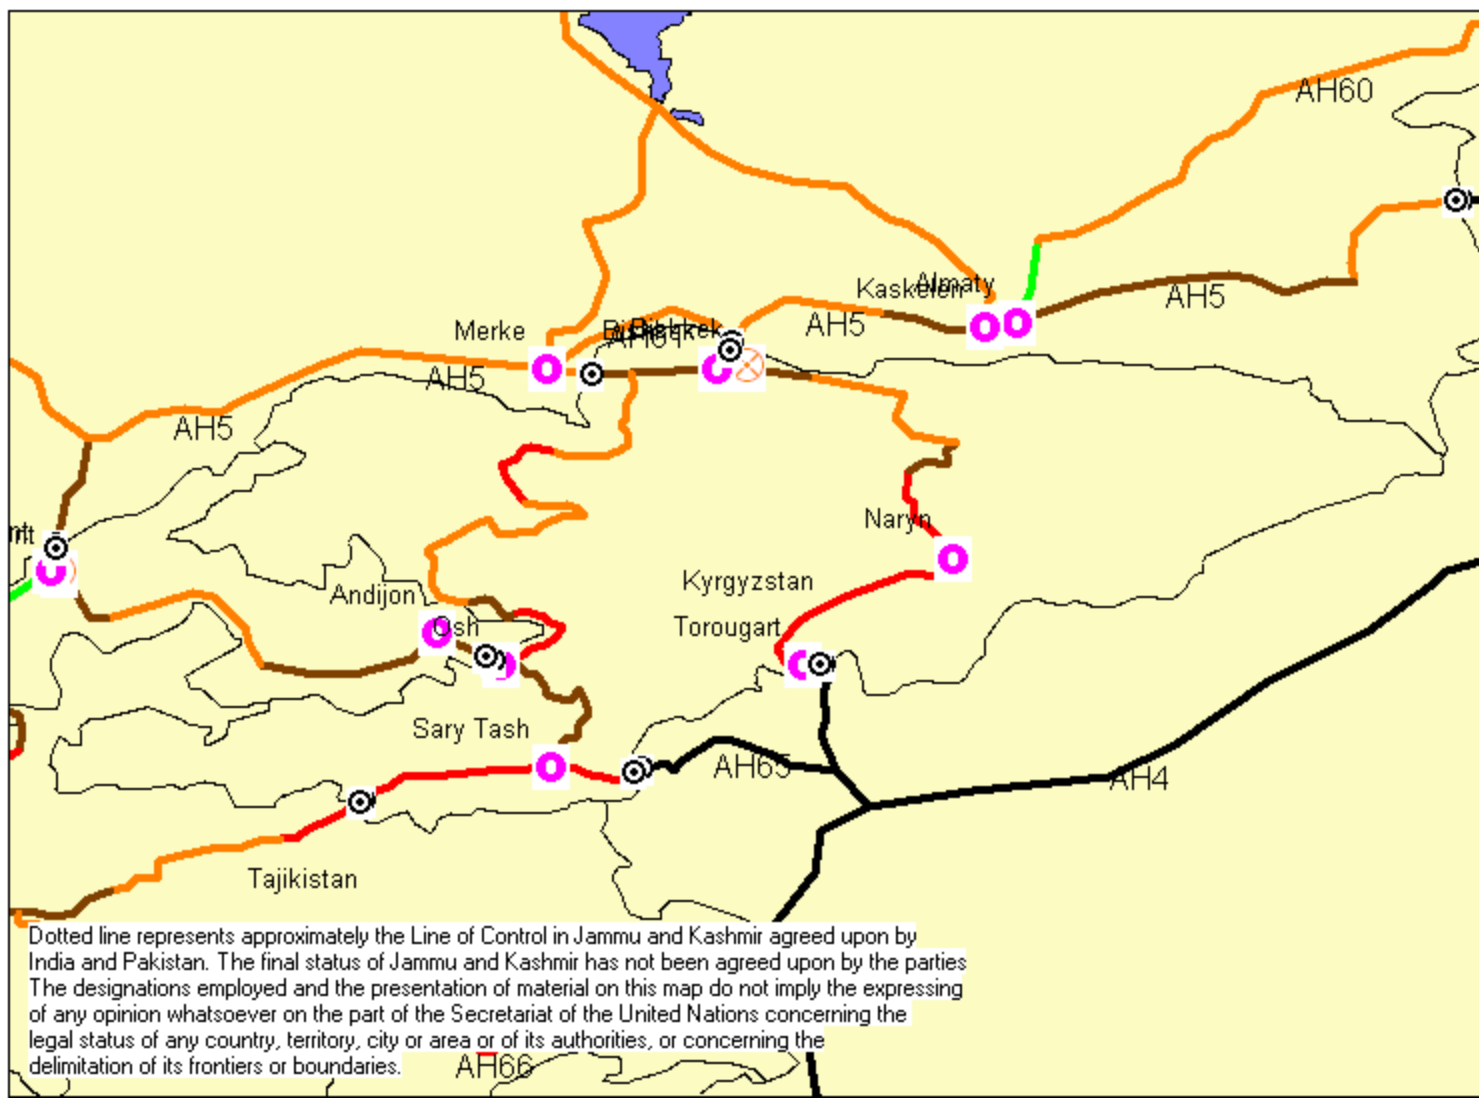 AH60
Kaskelen
Almaty
AH5
Merke
Bishkek
AH61
AH5
AH5
AH5
Naryn
Kyrgyzstan
Andijon
Osh
Torougart
Sary Tash
AH65
AH4
Tajikistan
Dotted line represents approximately the Line of Control in Jammu and Kashmir agreed upon by
India and Pakistan. The final status of Jammu and Kashmir has not been agreed upon by the parties
The designations employed and the presentation of material on this map do not imply the expressing
of any opinion whatsoever on the part of the Secretariat of the United Nations concerning the
legal status of any country, territory, city or area or of its authorities, or concerning the
delimitation of its frontiers or boundaries.
AH66